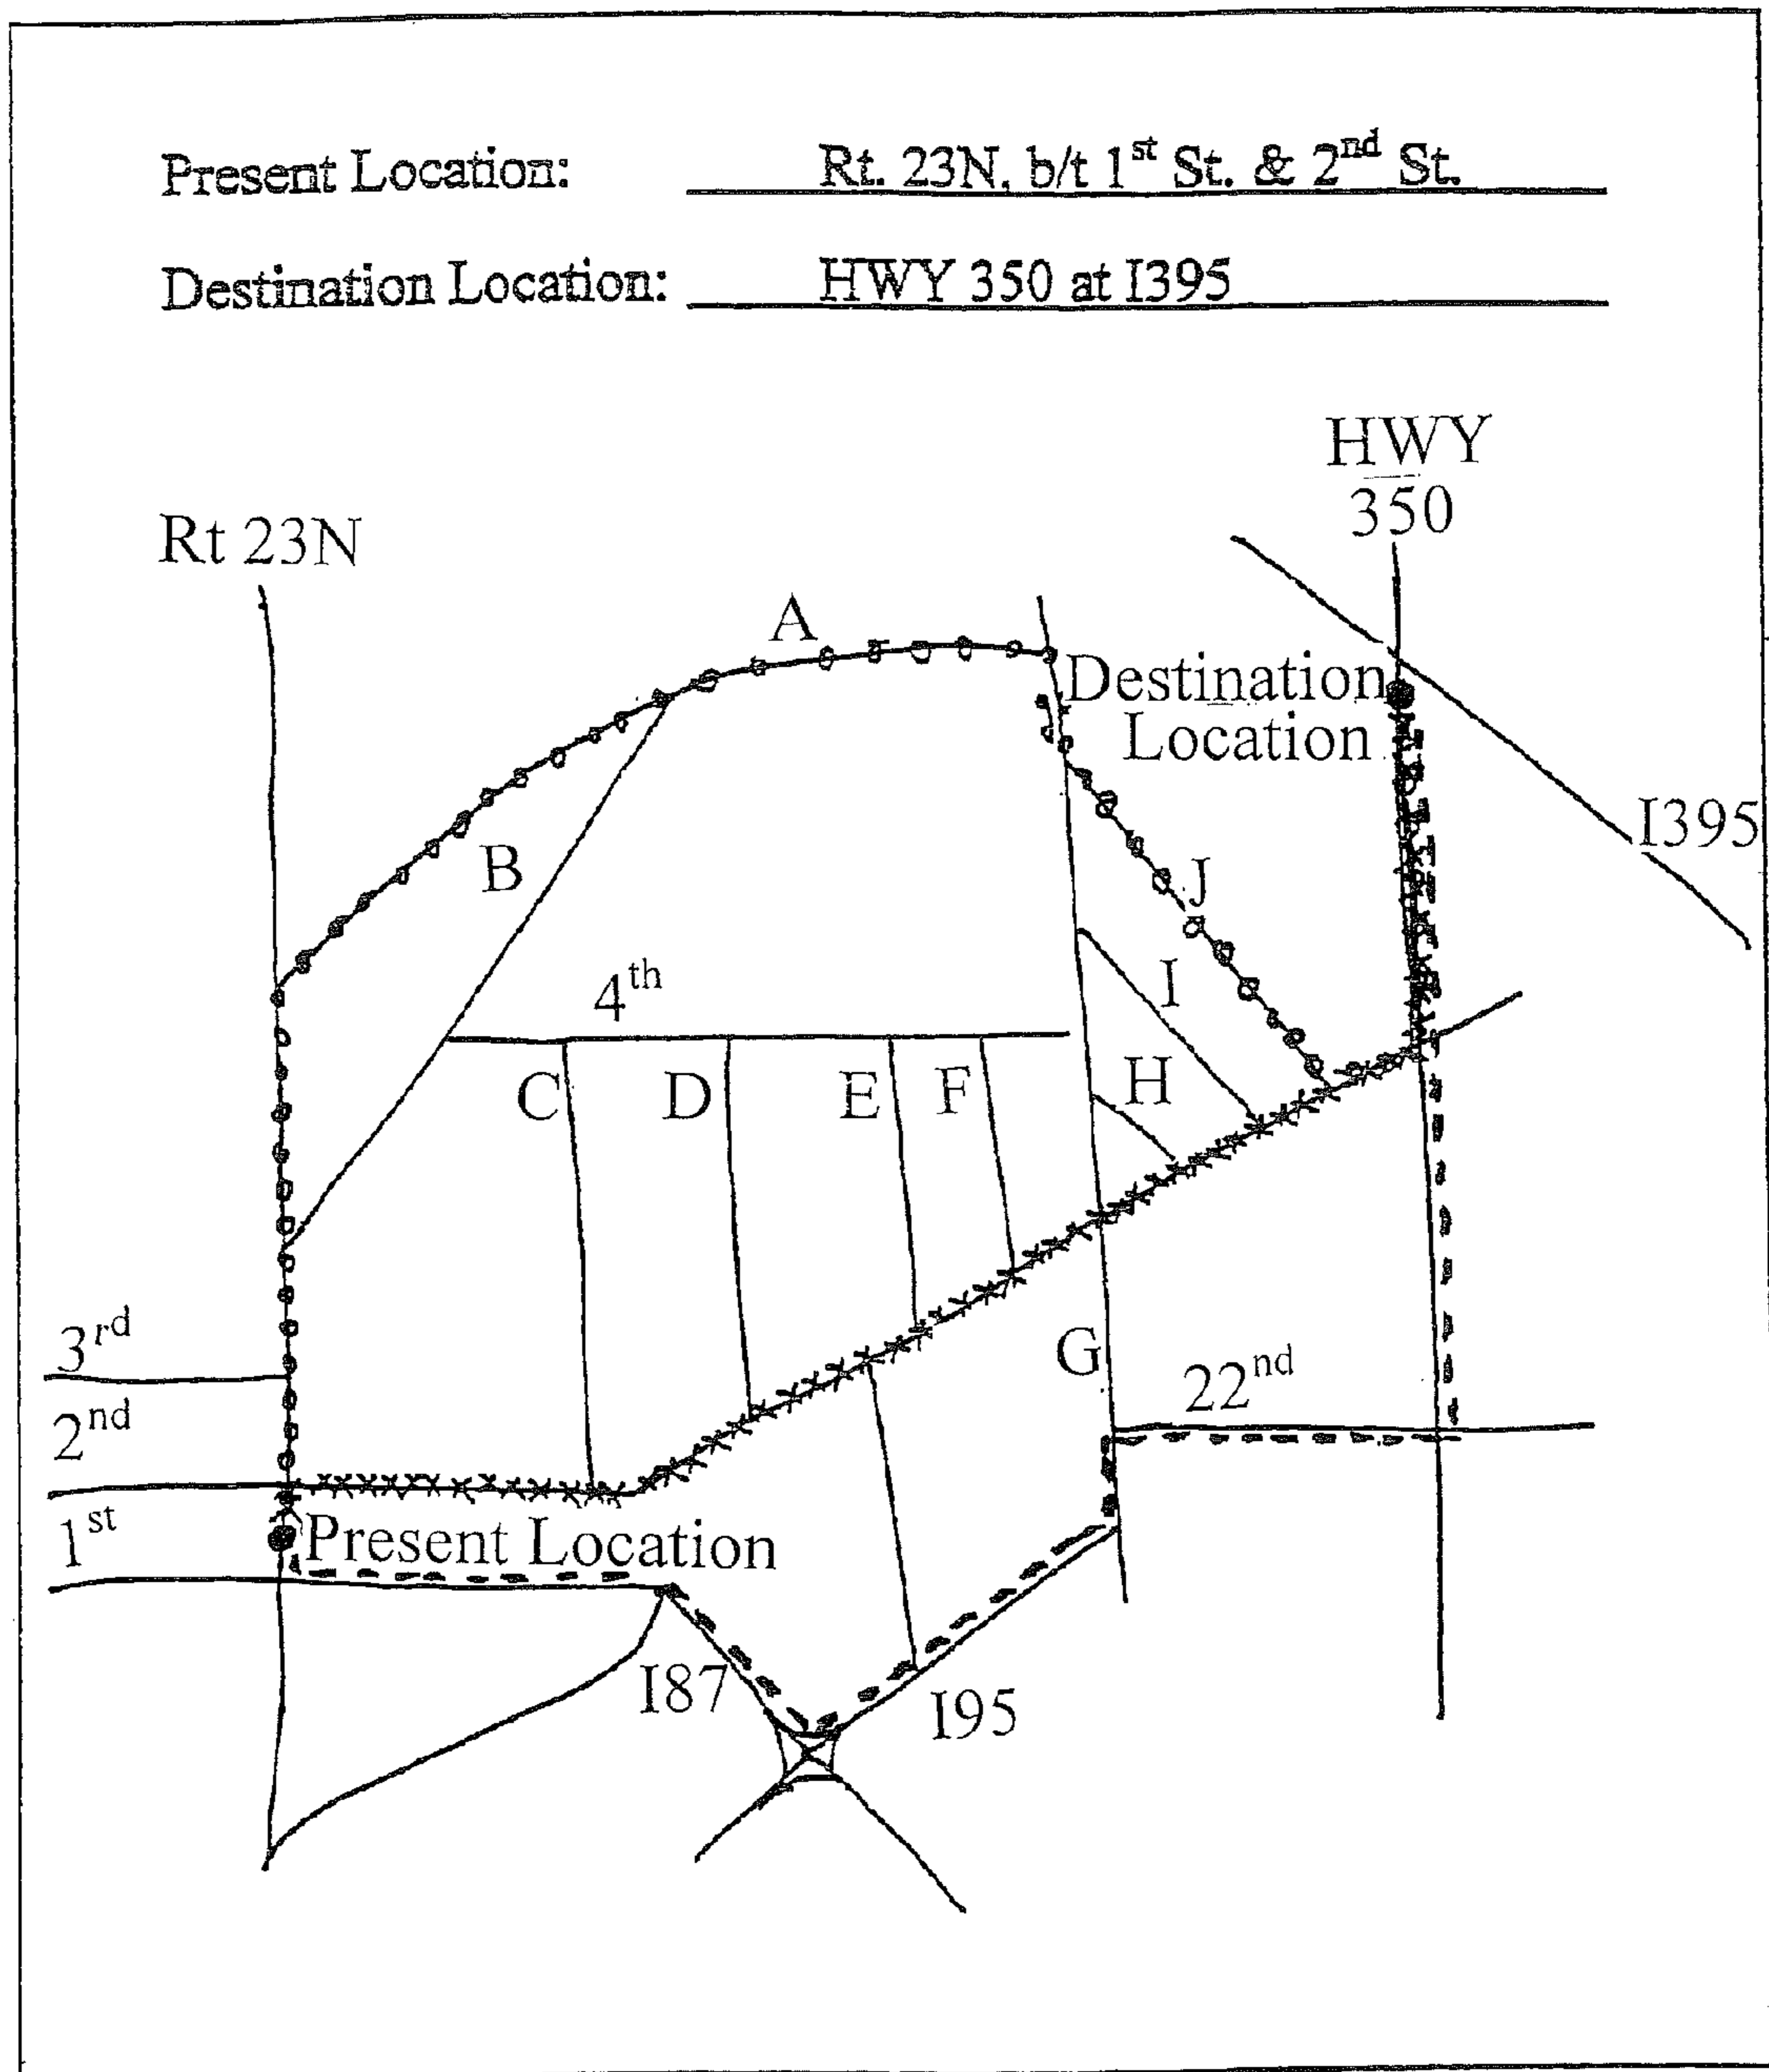 Present Location: Rt. 23N, b/t 1st St. & 2nd St.
Destination Location: HWY 350 at I395
HWY
350
Rt 23N
A
Destination
Location
I395
B
J
4th
I
C
D
E
F
H
3rd
G
22nd
2nd
1st
Present Location
I87
I95